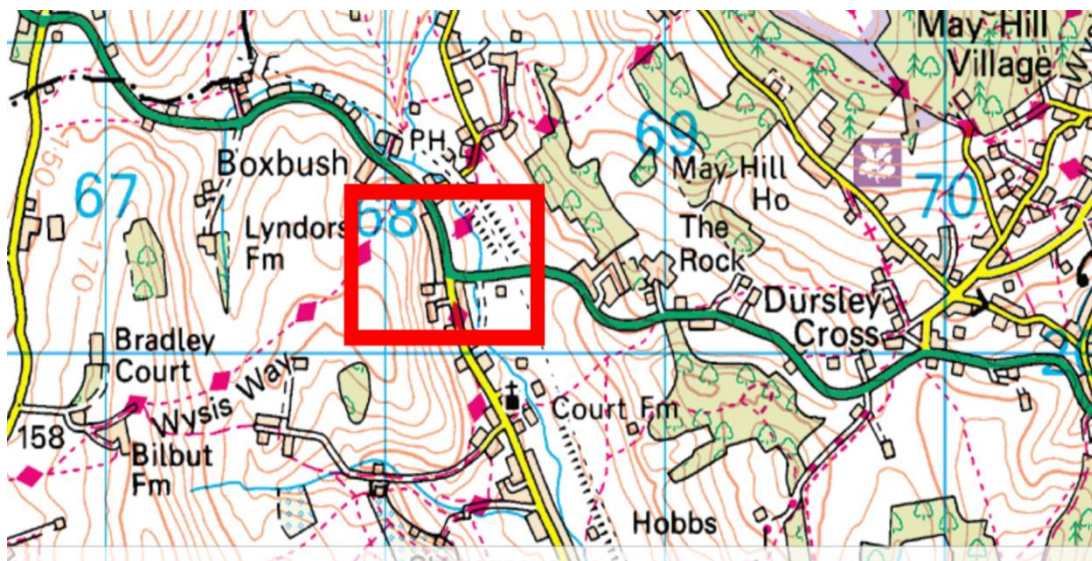 May Hill
Village
P.H.
69
Boxbush
May Hill
Ho
67
68
70
150
Lyndors
Fm
The
Rock
170
Dursley
Cross
Bradley
Court
Wysis Way
Court Fm
158
Bilbut
Fm
Hobbs